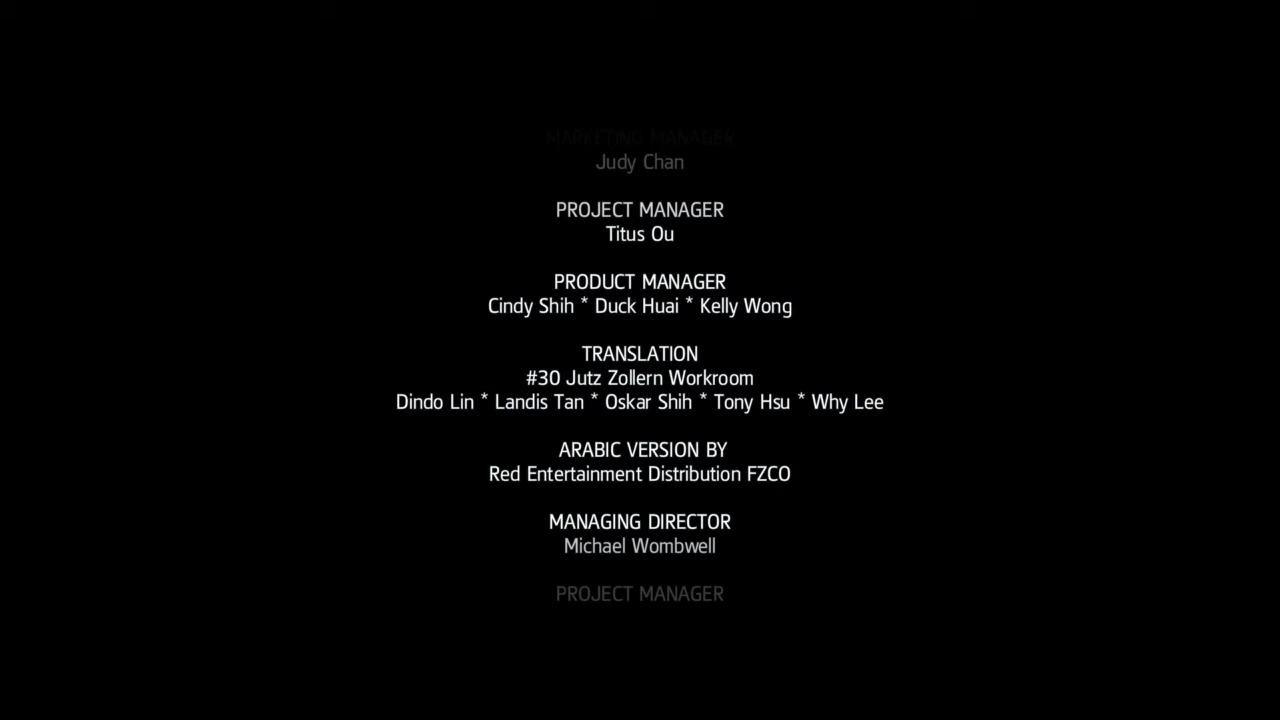 MARKETING MANAGER
Judy Chan
PROJECT MANAGER
Titus Ou
PRODUCT MANAGER
Cindy Shih * Duck Huai * Kelly Wong
TRANSLATION
#30 Jutz Zollern Workroom
Dindo Lin * Landis Tan * Oskar Shih * Tony Hsu * Why Lee
ARABIC VERSION BY
Red Entertainment Distribution FZCO
MANAGING DIRECTOR
Michael Wombwell
PROJECT MANAGER